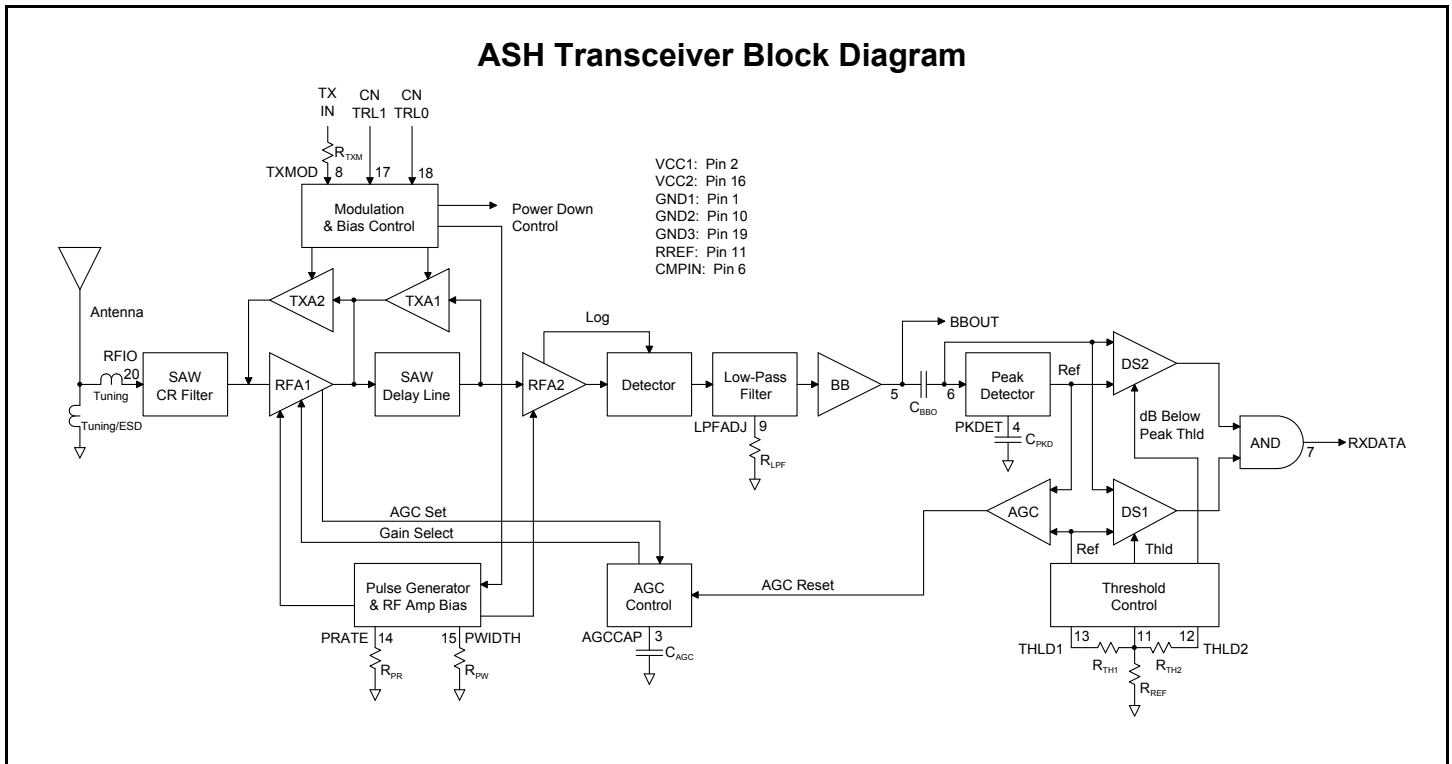 ASH Transceiver Block Diagram
TX
IN
CN
TRL1
CN
TRL0
RTXM
TXMOD 8 17 18
Modulation
& Bias Control
Power Down
Control
VCC1: Pin 2
VCC2: Pin 16
GND1: Pin 1
GND2: Pin 10
GND3: Pin 19
RREF: Pin 11
CMPIN: Pin 6
Antenna
TXA2
TXA1
Log
BBOUT
RFIO
20
Tuning
Tuning/ESD
SAW
CR Filter
RFA1
SAW
Delay Line
RFA2
Detector
Low-Pass
Filter
LPFADJ 9
RLPF
BB
5
CBBO
6
Peak
Detector
PKDET 4
CPKD
Ref
DS2
dB Below
Peak Thld
AND
7
RXDATA
AGC
DS1
Ref
Thld
AGC Set
Gain Select
Pulse Generator
& RF Amp Bias
PRATE 14
15 PWIDTH
RPR
RPW
AGC
Control
AGCCAP 3
CAGC
AGC Reset
Threshold
Control
THLD1 13 11 12 THLD2
RTH1
RTH2
RREF